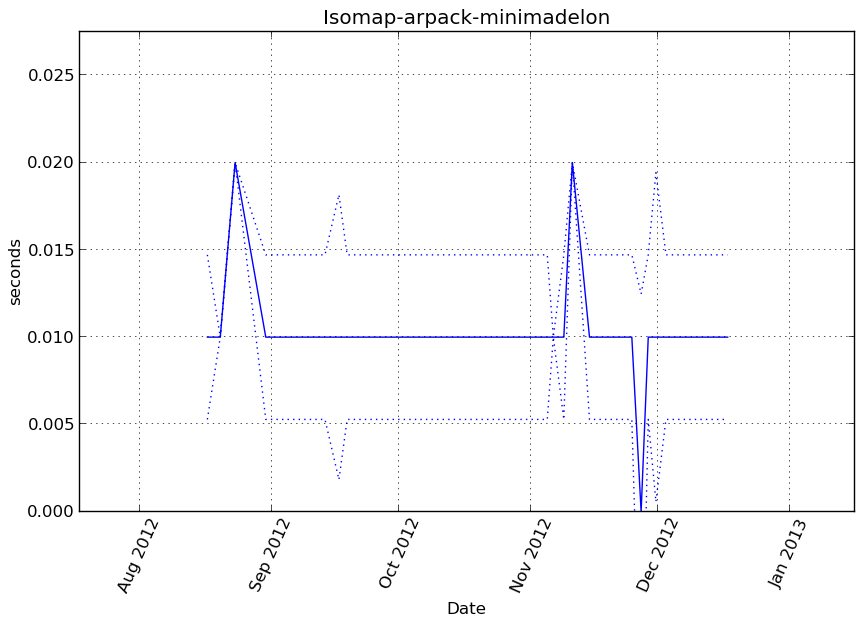 Isomap-arpack-minimadelon
0.025
0.020
0.015
0.010
0.005
0.000
seconds
Aug 2012
Sep 2012
Oct 2012
Nov 2012
Dec 2012
Jan 2013
Date